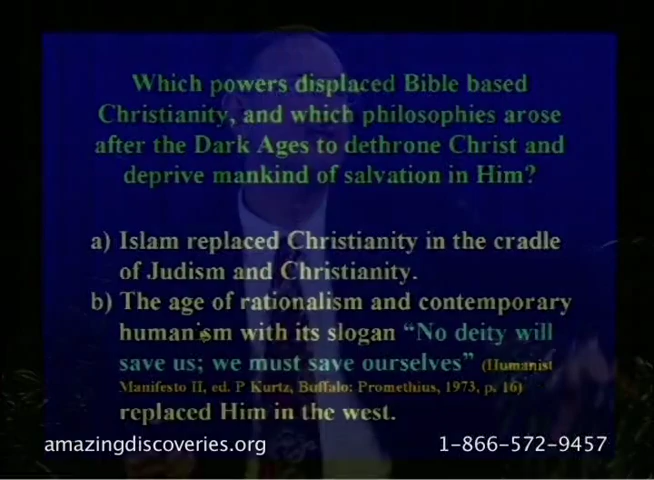 Which powers displaced Bible based
Christianity, and which philosophies arose
after the Dark Ages to dethrone Christ and
deprive mankind of salvation in Him?
a) Islam replaced Christianity in the cradle
of Judism and Christianity.
b) The age of rationalism and contemporary
humanism with its slogan “No deity will
save us; we must save ourselves” (Humanist
Manifesto II, ed. P Kurtz, Buffalo: Promethius, 1973, p. 16)
replaced Him in the west.
amazingdiscoveries.org 1-866-572-9457